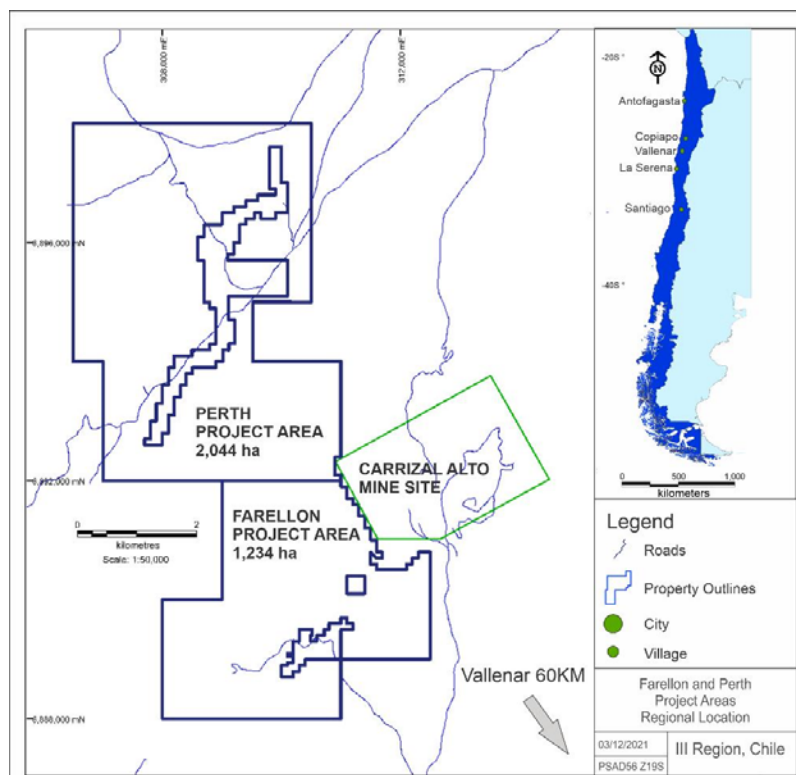 308,000 mE
312,000 mE
6,896,000 mN
6,892,000 mN
6,888,000 mN
PERTH
PROJECT AREA
2,044 ha
CARRIZAL ALTO
MINE SITE
FARELLON
PROJECT AREA
1,234 ha
0
2
kilometres
Scale: 1:50,000
Vallenar 60KM
-20S °
N
Antofagasta
Copiapo
Vallenar
La Serena
Santiago
-40S °
0
500
1,000
kilometers
Legend
Roads
Property Outlines
City
Village
Farellon and Perth
Project Areas
Regional Location
03/12/2021
PSAD56 Z19S
III Region, Chile